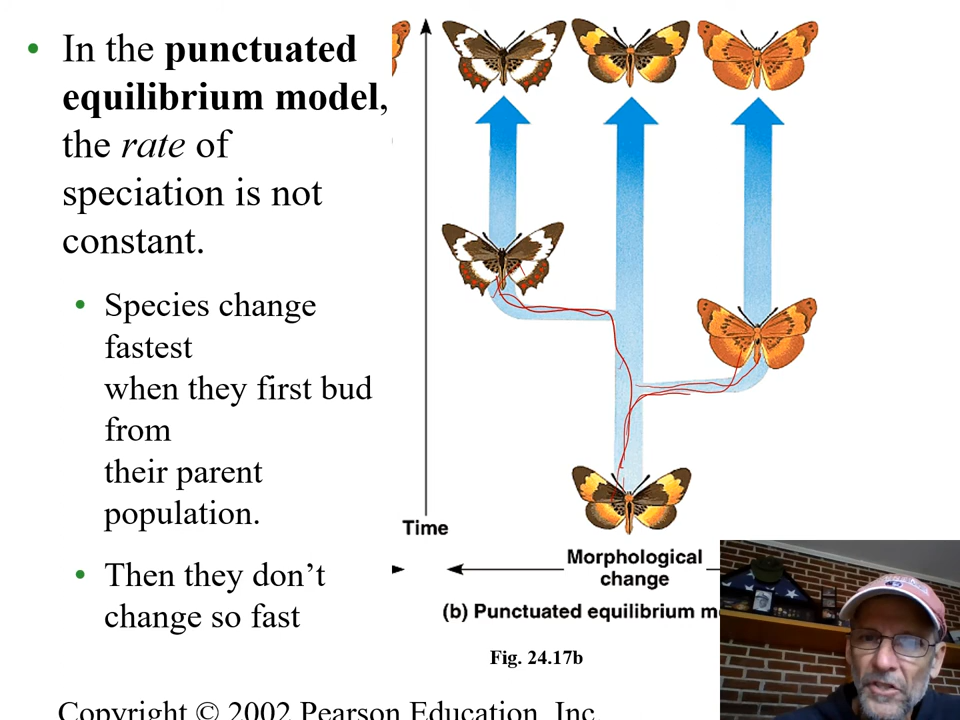 • In the punctuated
equilibrium model,
the rate of
speciation is not
constant.
• Species change
fastest
when they first bud
from
their parent
population.
• Then they don’t
change so fast
Time
Morphological
change
(b) Punctuated equilibrium m
Fig. 24.17b
Copyright © 2002 Pearson Education, Inc